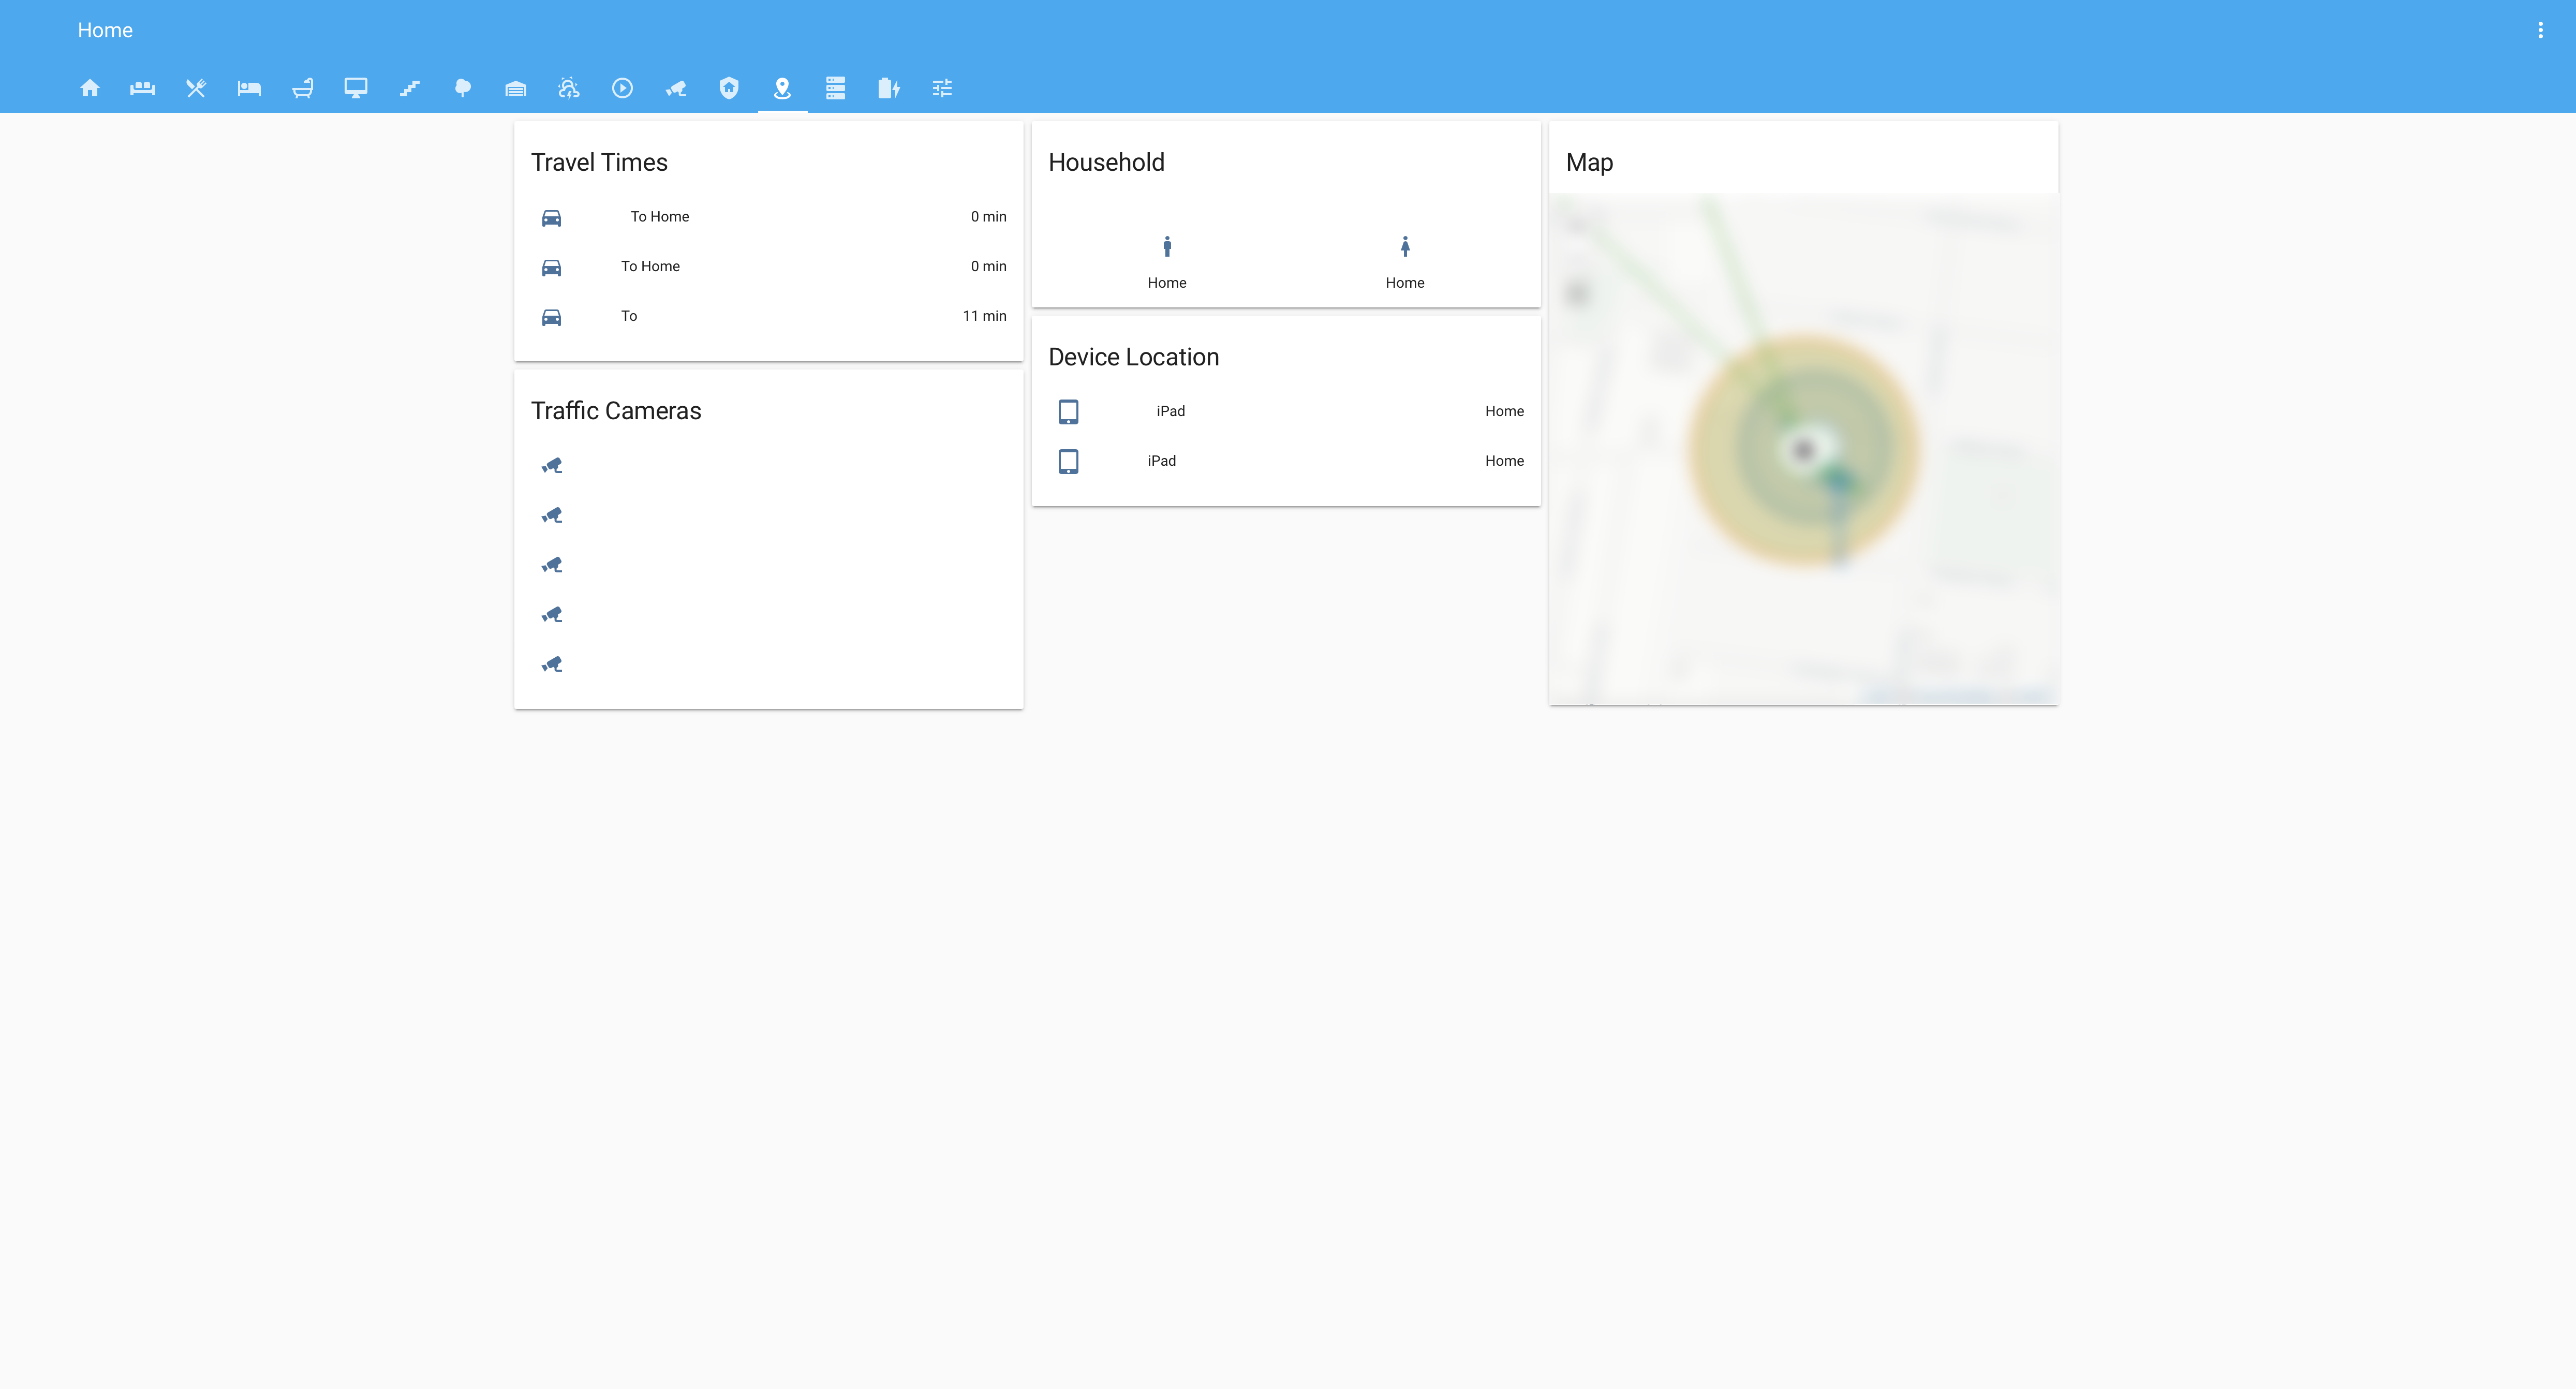 Home
Travel Times
To Home 0 min
To Home 0 min
To 11 min
Traffic Cameras
Household
Home Home
Device Location
iPad Home
iPad Home
Map